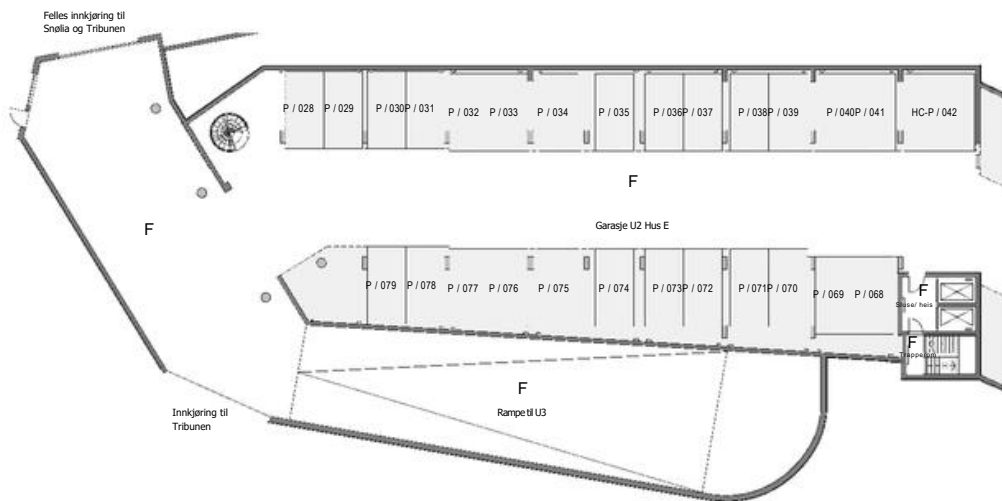 Felles innkjøring til
Snølia og Tribunen
P / 028
P / 029
P / 030
P / 031
P / 032
P / 033
P / 034
P / 035
P / 036
P / 037
P / 038
P / 039
P / 040
P / 041
HC-P / 042
F
F
Garasje U2 Hus E
P / 079
P / 078
P / 077
P / 076
P / 075
P / 074
P / 073
P / 072
P / 071
P / 070
P / 069
P / 068
F
Sluse/ heis
F
Trapperom
F
Rampe til U3
Innkjøring til
Tribunen